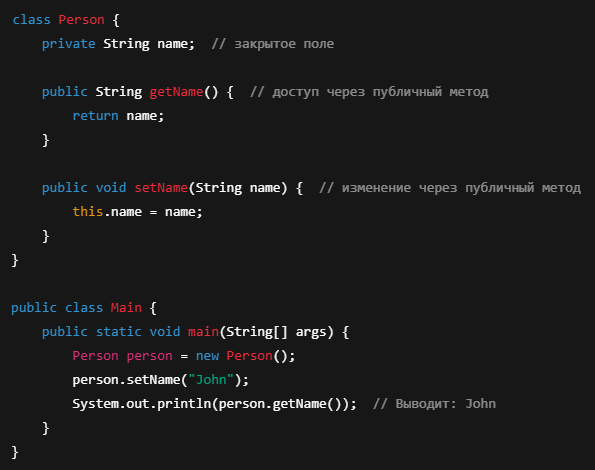 class Person {
    private String name;  // закрытое поле

    public String getName() {  // доступ через публичный метод
        return name;
    }

    public void setName(String name) {  // изменение через публичный метод
        this.name = name;
    }
}

public class Main {
    public static void main(String[] args) {
        Person person = new Person();
        person.setName("John");
        System.out.println(person.getName());  // Выводит: John
    }
}